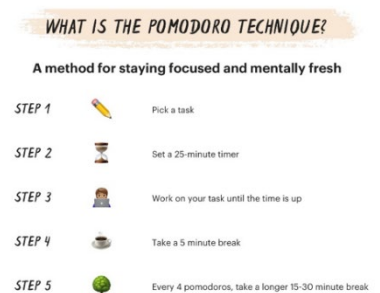 WHAT IS THE POMODORO TECHNIQUE?
A method for staying focused and mentally fresh
STEP 1 Pick a task
STEP 2 Set a 25-minute timer
STEP 3 Work on your task until the time is up
STEP 4 Take a 5 minute break
STEP 5 Every 4 pomodoros, take a longer 15-30 minute break